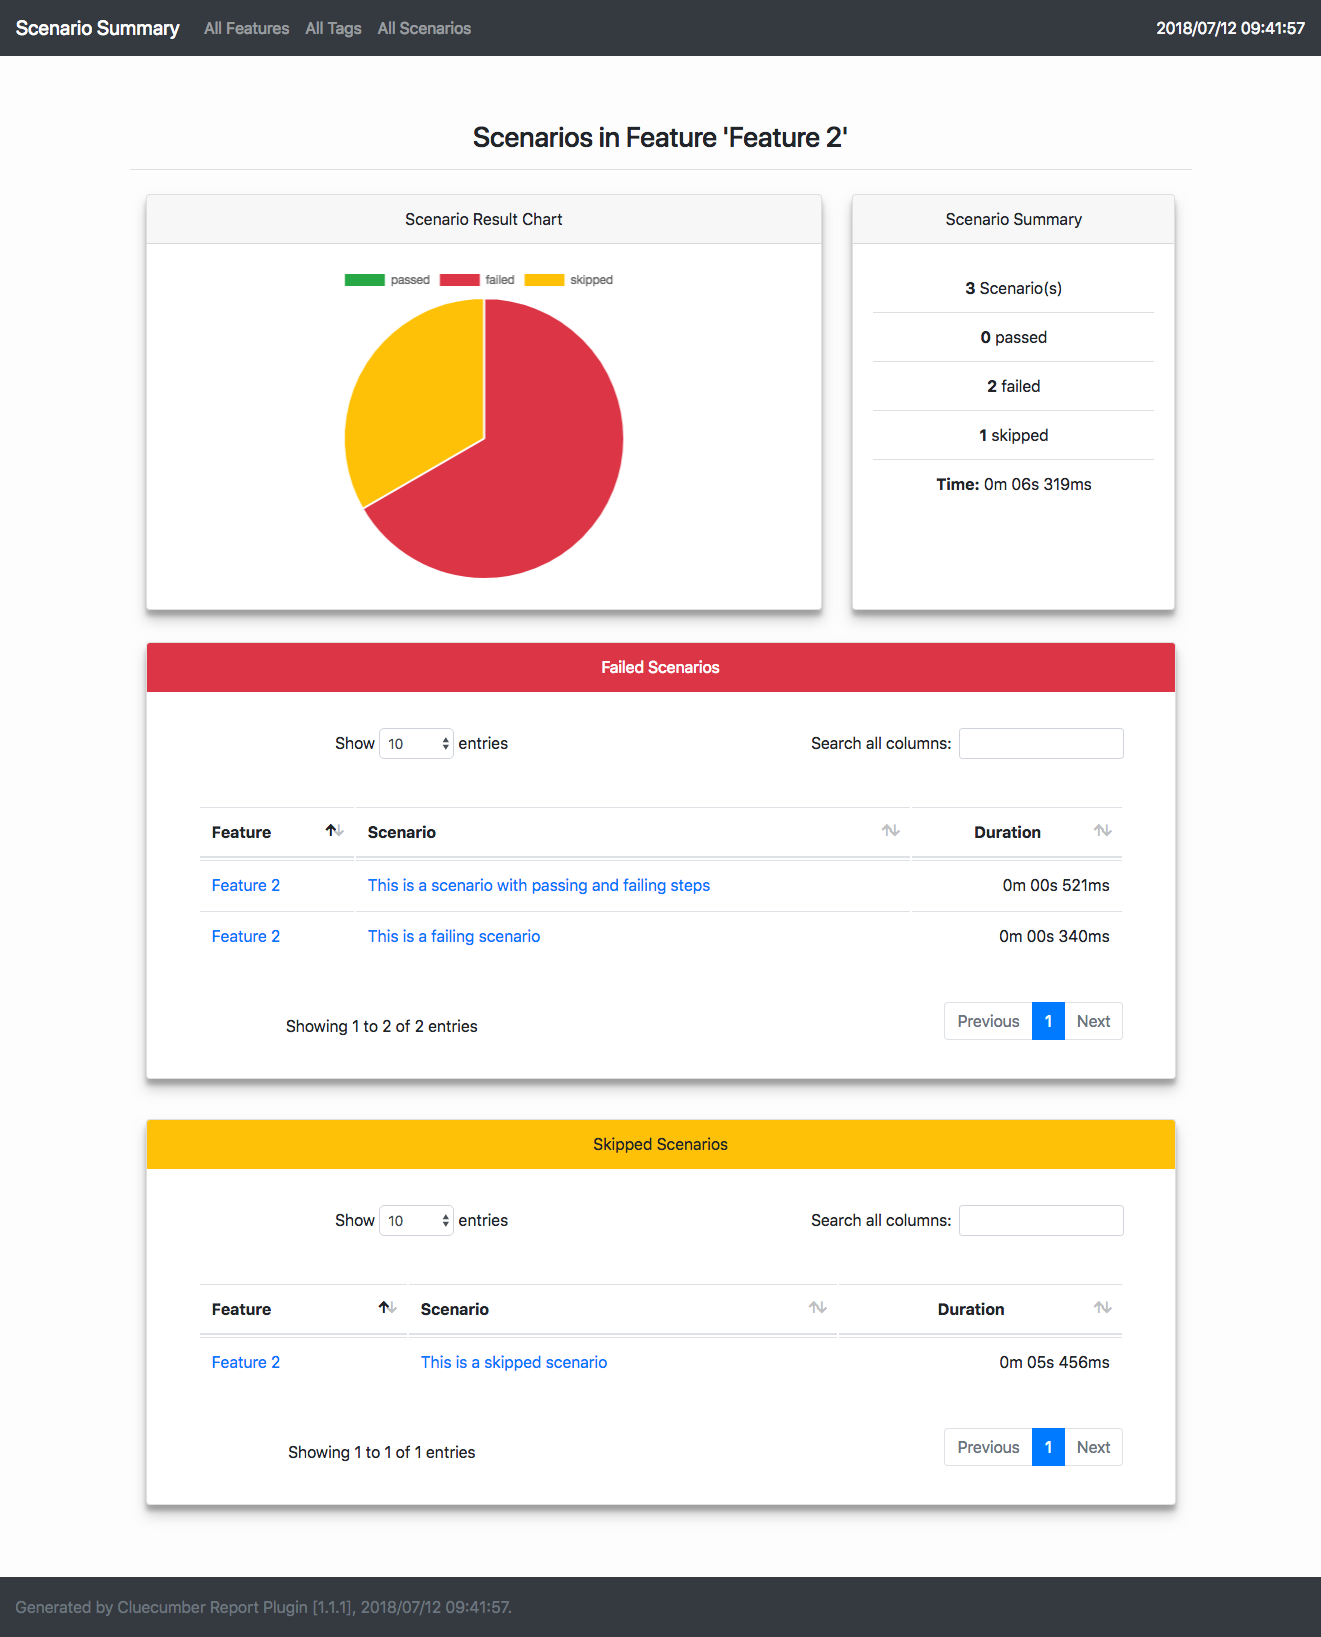 Scenario Summary All Features All Tags All Scenarios 2018/07/12 09:41:57
Scenarios in Feature 'Feature 2'
Scenario Result Chart
passed failed skipped
Scenario Summary
3 Scenario(s)
0 passed
2 failed
1 skipped
Time: 0m 06s 319ms
Failed Scenarios
Show 10 entries Search all columns:
Feature Scenario Duration
Feature 2 This is a scenario with passing and failing steps 0m 00s 521ms
Feature 2 This is a failing scenario 0m 00s 340ms
Showing 1 to 2 of 2 entries Previous 1 Next
Skipped Scenarios
Show 10 entries Search all columns:
Feature Scenario Duration
Feature 2 This is a skipped scenario 0m 05s 456ms
Showing 1 to 1 of 1 entries Previous 1 Next
Generated by Cluecumber Report Plugin [1.1.1], 2018/07/12 09:41:57.